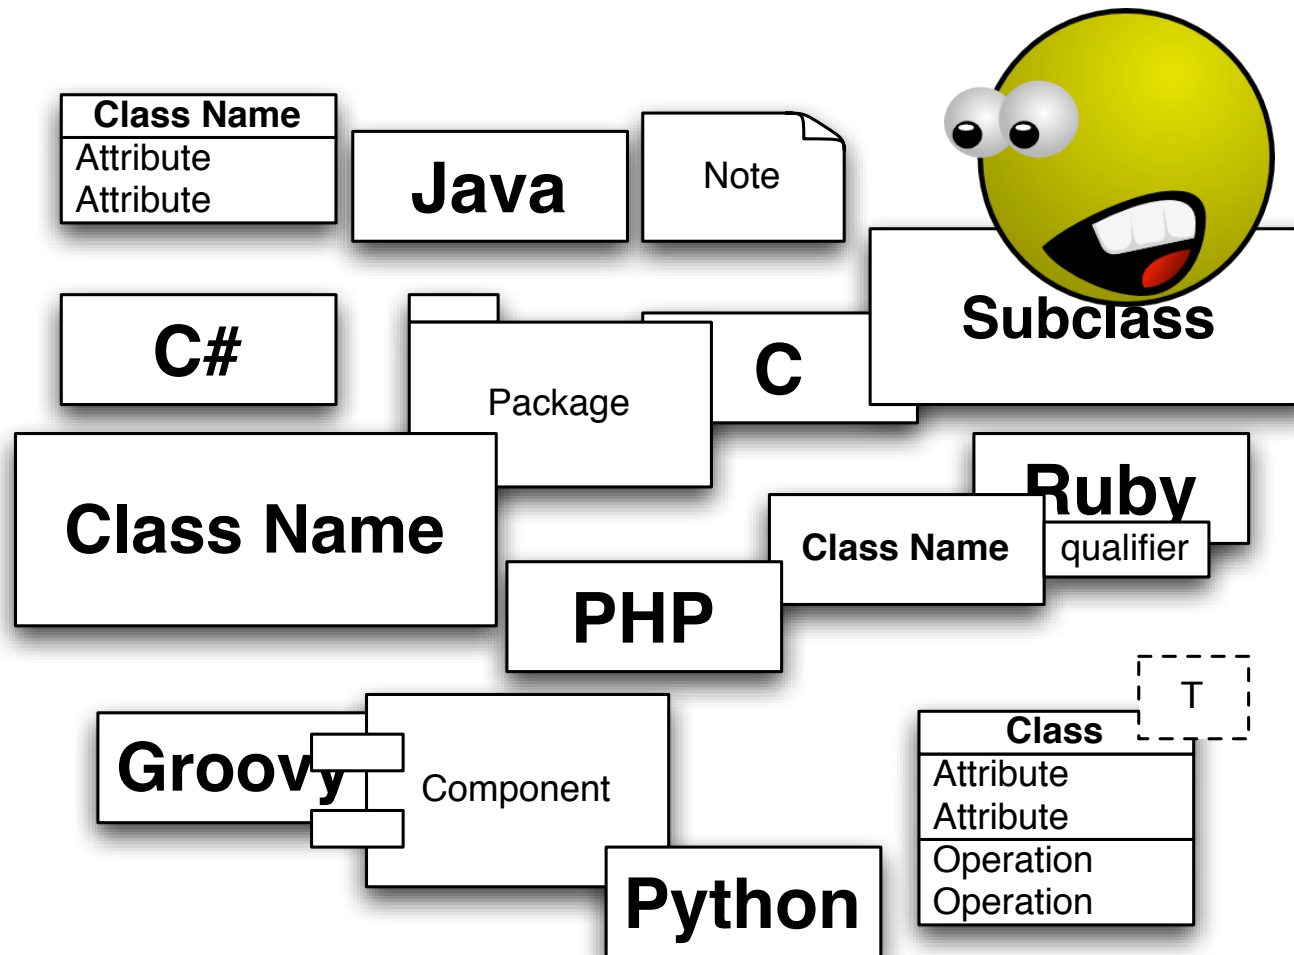 Class Name
Attribute
Attribute
Java
Note
Subclass
C#
Package
C
Class Name
Ruby
Class Name
qualifier
PHP
T
Groovy
Component
Class
Attribute
Attribute
Operation
Operation
Python